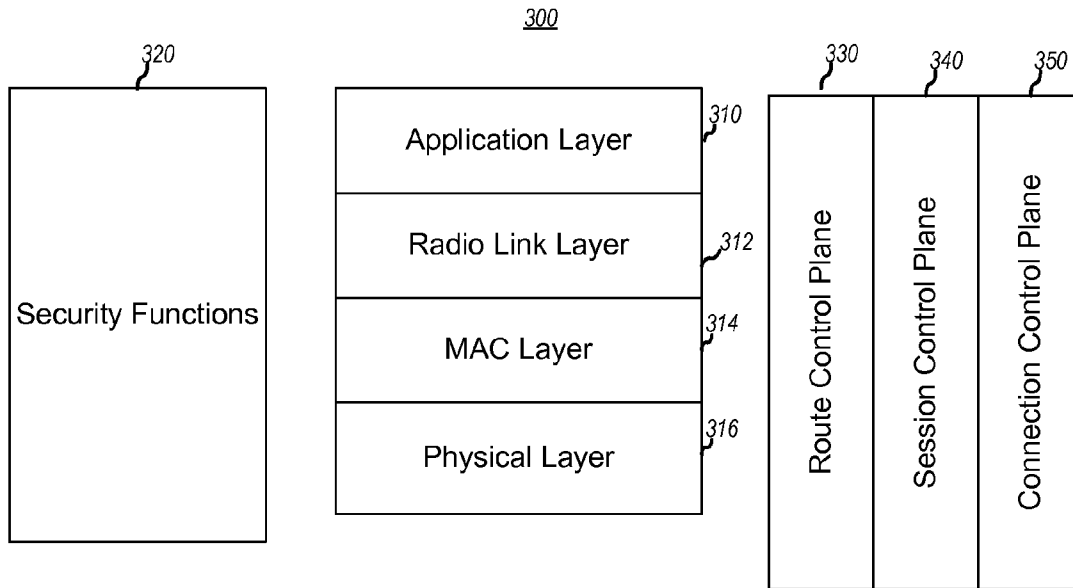 300
320
330
340
350
310
Application Layer
312
Radio Link Layer
Security Functions
314
MAC Layer
316
Physical Layer
Route Control Plane
Session Control Plane
Connection Control Plane